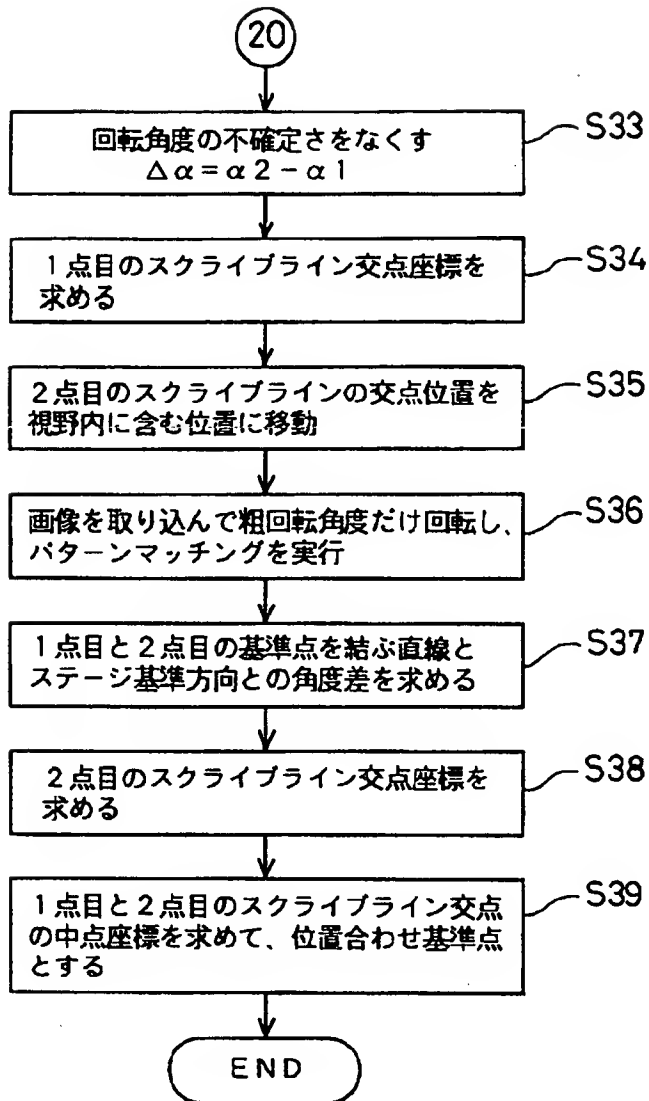 20
回転角度の不確定さをなくす
△α=α2-α1
S33
1点目のスクライブライン交点座標を
求める
S34
2点目のスクライブラインの交点位置を
視野内に含む位置に移動
S35
画像を取り込んで粗回転角度だけ回転し、
パターンマッチングを実行
S36
1点目と2点目の基準点を結ぶ直線と
ステージ基準方向との角度差を求める
S37
2点目のスクライブライン交点座標を
求める
S38
1点目と2点目のスクライブライン交点
の中点座標を求めて、位置合わせ基準点
とする
S39
END